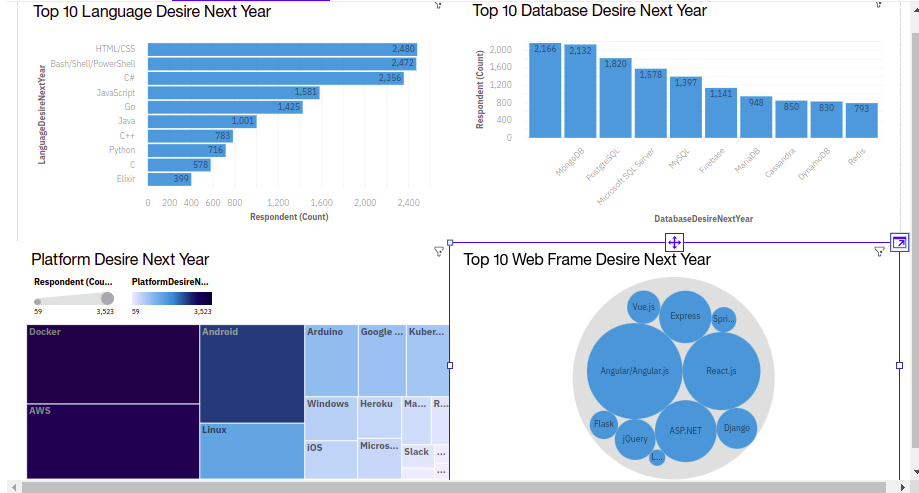 Top 10 Language Desire Next Year
LanguageDesireNextYear
HTML/CSS 2,480
Bash/Shell/PowerShell 2,472
C# 2,356
JavaScript 1,581
Go 1,425
Java 1,001
C++ 783
Python 716
C 578
Elixir 399
0 200 400 600 800 1,200 1,600 2,000 2,400
Respondent (Count)
Top 10 Database Desire Next Year
Respondent (Count)
2,000
1,600
1,200
800
400
0
2,166 2,132 1,820 1,578 1,397 1,141 948 850 830 793
MongoDB PostgreSQL Microsoft SQL Server MySQL Firebase MariaDB Cassandra DynamoDB Redis
DatabaseDesireNextYear
Platform Desire Next Year
Respondent (Cou... PlatformDesireN...
59 3,523 59 3,523
Docker Android Arduino Google ... Kuber...
Windows Heroku Ma... R...
AWS
Linux
iOS Micros... Slack ...
...
Top 10 Web Frame Desire Next Year
Vue.js Express Spri...
Angular/Angular.js React.js
Flask jQuery ASP.NET Django
L...